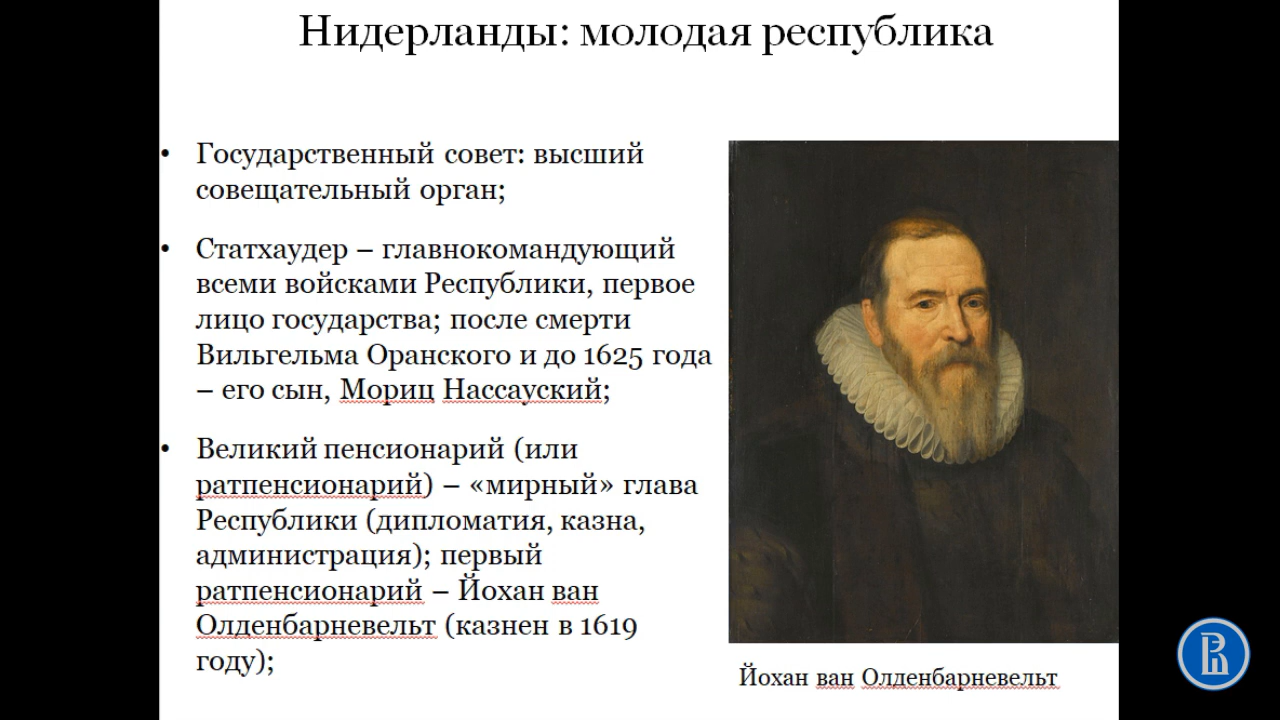 Нидерланды: молодая республика
• Государственный совет: высший
совещательный орган;
• Статхаудер – главнокомандующий
всеми войсками Республики, первое
лицо государства; после смерти
Вильгельма Оранского и до 1625 года
– его сын, Мориц Нассауский;
• Великий пенсионарий (или
ратпенсионарий) – «мирный» глава
Республики (дипломатия, казна,
администрация); первый
ратпенсионарий – Йохан ван
Олденбарневельт (казнен в 1619
году);
Йохан ван Олденбарневельт